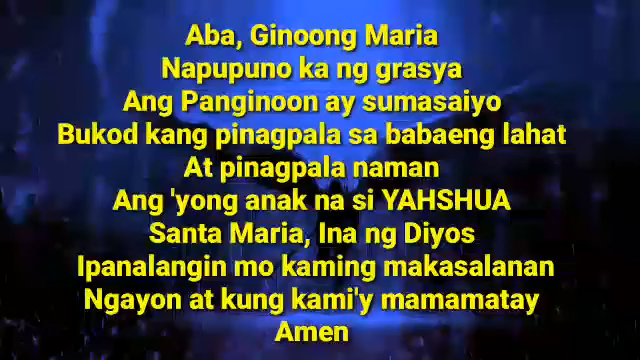 Aba, Ginoong Maria
Napupuno ka ng grasya
Ang Panginoon ay sumasaiyo
Bukod kang pinagpala sa babaeng lahat
At pinagpala naman
Ang 'yong anak na si YAHSHUA
Santa Maria, Ina ng Diyos
Ipanalangin mo kaming makasalanan
Ngayon at kung kami'y mamamatay
Amen